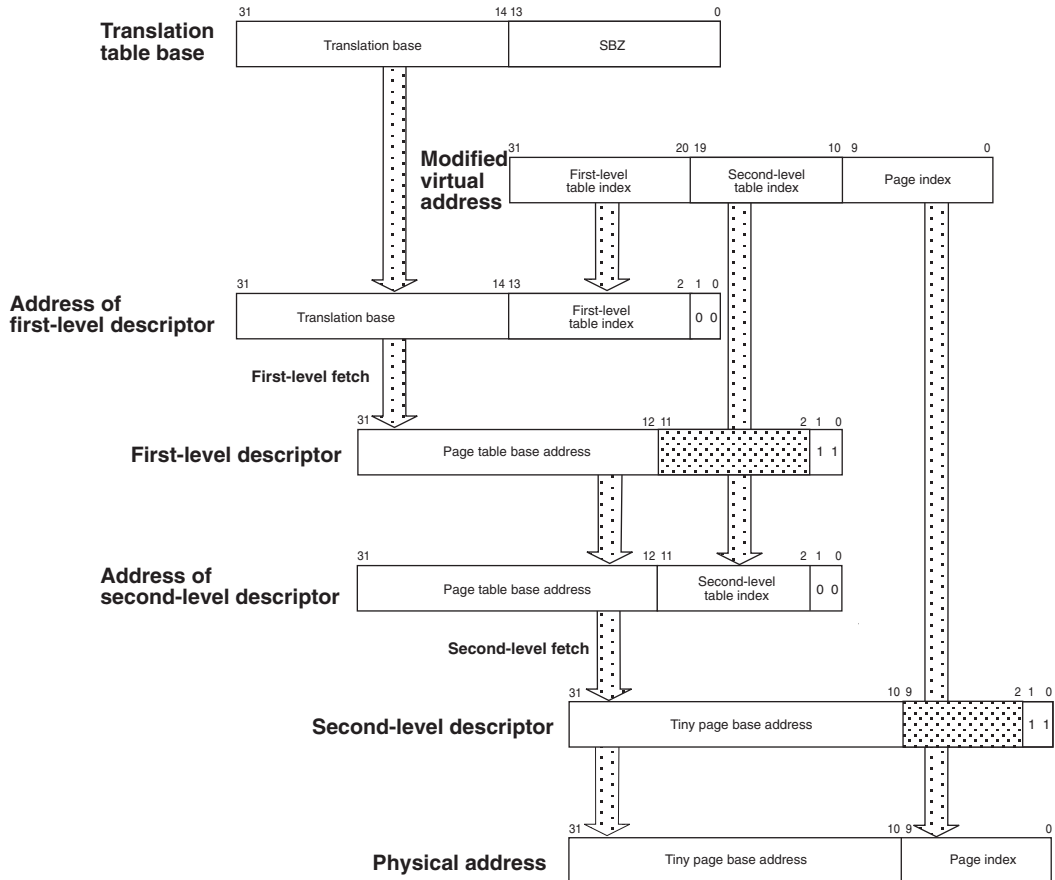 31 14 13 0
Translation
table base
Translation base SBZ
31 20 19 10 9 0
Modified
virtual
address
First-level
table index
Second-level
table index
Page index
31 14 13 2 1 0
Address of
first-level descriptor
Translation base
First-level
table index
0 0
First-level fetch
31 12 11 2 1 0
First-level descriptor
Page table base address
1 1
31 12 11 2 1 0
Address of
second-level descriptor
Page table base address
Second-level
table index
0 0
Second-level fetch
31 10 9 2 1 0
Second-level descriptor
Tiny page base address
1 1
31 10 9 0
Physical address
Tiny page base address
Page index